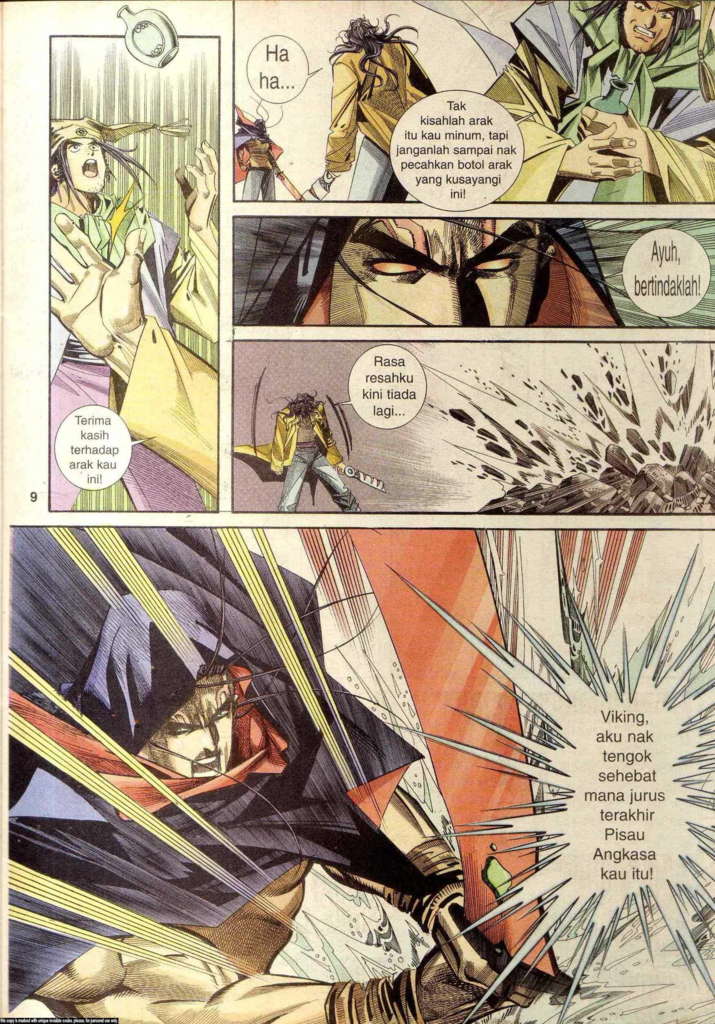 Terima
kasih
terhadap
arak kau
ini!
9
Ha
ha...
Tak
kisahlah arak
itu kau minum, tapi
janganlah sampai nak
pecahkan botol arak
yang kusayangi
ini!
Ayuh,
bertindaklah!
Rasa
resahku
kini tiada
lagi...
Viking,
aku nak
tengok
sehebat
mana jurus
terakhir
Pisau
Angkasa
kau itu!